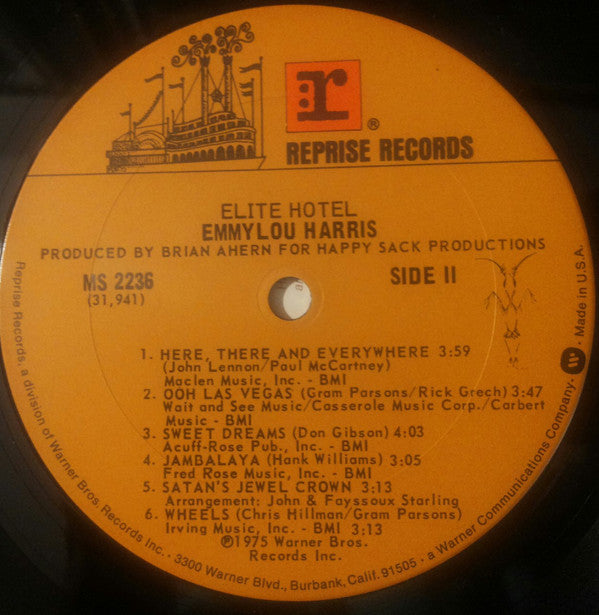 r®
REPRISE RECORDS
ELITE HOTEL
EMMYLOU HARRIS
PRODUCED BY BRIAN AHERN FOR HAPPY SACK PRODUCTIONS
MS 2236
(31,941)
SIDE II
1. HERE, THERE AND EVERYWHERE 3:59
(John Lennon/Paul McCartney)
Maclen Music, Inc. - BMI
2. OOH LAS VEGAS (Gram Parsons/Rick Grech) 3:47
Wait and See Music/Casserole Music Corp./Carbert
Music - BMI
3. SWEET DREAMS (Don Gibson) 4:03
Acuff-Rose Pub., Inc. - BMI
4. JAMBALAYA (Hank Williams) 3:05
Fred Rose Music, Inc. - BMI
5. SATAN'S JEWEL CROWN 3:13
Arrangement: John & Fayssoux Starling
6. WHEELS (Chris Hillman/Gram Parsons)
Irving Music, Inc. - BMI 3:13
℗1975 Warner Bros.
Records Inc.
Reprise Records, a division of Warner Bros Records Inc. • 3300 Warner Blvd., Burbank, Calif. 91505 • a Warner Communications Company. W • Made in U.S.A.